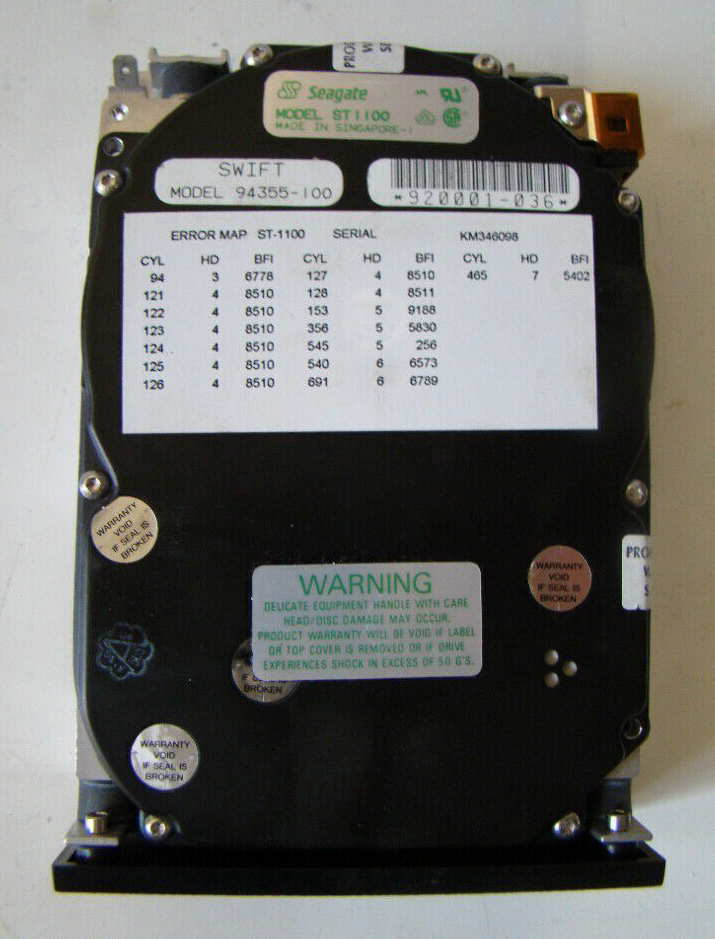 PRO
W
S
Seagate
MODEL ST1100
MADE IN SINGAPORE-1
SWIFT
MODEL 94355-100
*920001-036*
ERROR MAP ST-1100 SERIAL KM346098
CYL HD BFI CYL HD BFI CYL HD BFI
94 3 6778 127 4 8510 465 7 5402
121 4 8510 128 4 8511
122 4 8510 153 5 9188
123 4 8510 356 5 5830
124 4 8510 545 5 256
125 4 8510 540 6 6573
126 4 8510 691 6 6789
WARRANTY
VOID
IF SEAL IS
BROKEN
WARRANTY
VOID
IF SEAL IS
BROKEN
PRO
WARNING
DELICATE EQUIPMENT HANDLE WITH CARE
HEAD/DISC DAMAGE MAY OCCUR.
PRODUCT WARRANTY WILL BE VOID IF LABEL
OR TOP COVER IS REMOVED OR IF DRIVE
EXPERIENCES SHOCK IN EXCESS OF 50 G'S.
IF SEAL IS
BROKEN
WARRANTY
VOID
IF SEAL IS
BROKEN